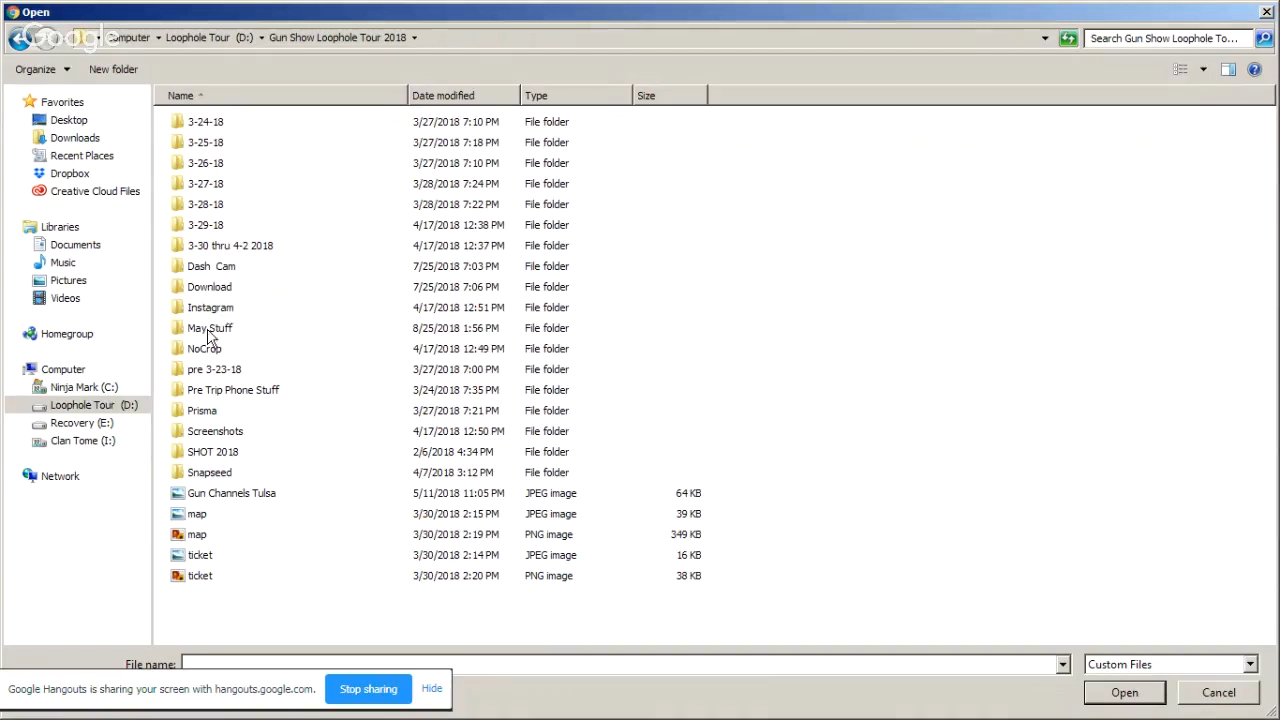 Open
Google
Computer Loophole Tour (D:) Gun Show Loophole Tour 2018
Search Gun Show Loophole To...
Organize New folder
Name Date modified Type Size
Favorites
Desktop
Downloads
Recent Places
Dropbox
Creative Cloud Files
Libraries
Documents
Music
Pictures
Videos
Homegroup
Computer
Ninja Mark (C:)
Loophole Tour (D:)
Recovery (E:)
Clan Tome (I:)
Network
3-24-18 3/27/2018 7:10 PM File folder
3-25-18 3/27/2018 7:18 PM File folder
3-26-18 3/27/2018 7:10 PM File folder
3-27-18 3/28/2018 7:24 PM File folder
3-28-18 3/28/2018 7:22 PM File folder
3-29-18 4/17/2018 12:38 PM File folder
3-30 thru 4-2 2018 4/17/2018 12:37 PM File folder
Dash Cam 7/25/2018 7:03 PM File folder
Download 7/25/2018 7:06 PM File folder
Instagram 4/17/2018 12:51 PM File folder
May Stuff 8/25/2018 1:56 PM File folder
NoCrop 4/17/2018 12:49 PM File folder
pre 3-23-18 3/27/2018 7:00 PM File folder
Pre Trip Phone Stuff 3/24/2018 7:35 PM File folder
Prisma 3/27/2018 7:21 PM File folder
Screenshots 4/17/2018 12:50 PM File folder
SHOT 2018 2/6/2018 4:34 PM File folder
Snapseed 4/7/2018 3:12 PM File folder
Gun Channels Tulsa 5/11/2018 11:05 PM JPEG image 64 KB
map 3/30/2018 2:15 PM JPEG image 39 KB
map 3/30/2018 2:19 PM PNG image 349 KB
ticket 3/30/2018 2:14 PM JPEG image 16 KB
ticket 3/30/2018 2:20 PM PNG image 38 KB
File name:
Custom Files
Google Hangouts is sharing your screen with hangouts.google.com. Stop sharing Hide
Open Cancel